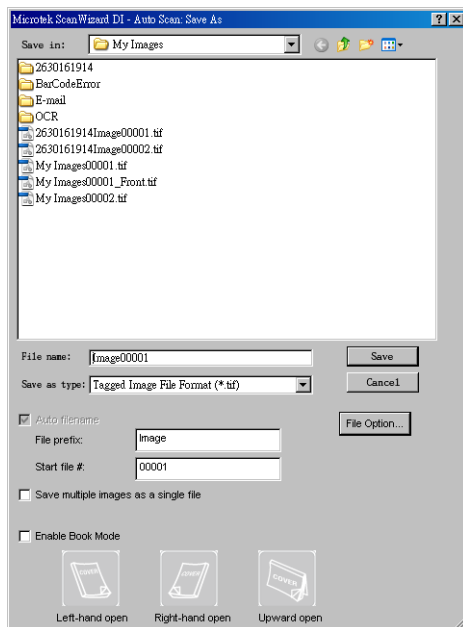 Microtek ScanWizard DI - Auto Scan: Save As
Save in: My Images
2630161914
BarCodeError
E-mail
OCR
2630161914Image00001.tif
2630161914Image00002.tif
My Images00001.tif
My Images00001_Front.tif
My Images00002.tif
File name: Image00001 Save
Save as type: Tagged Image File Format (*.tif) Cancel
Auto filename File Option...
File prefix: Image
Start file #: 00001
Save multiple images as a single file
Enable Book Mode
COVER COVER COVER
Left-hand open Right-hand open Upward open